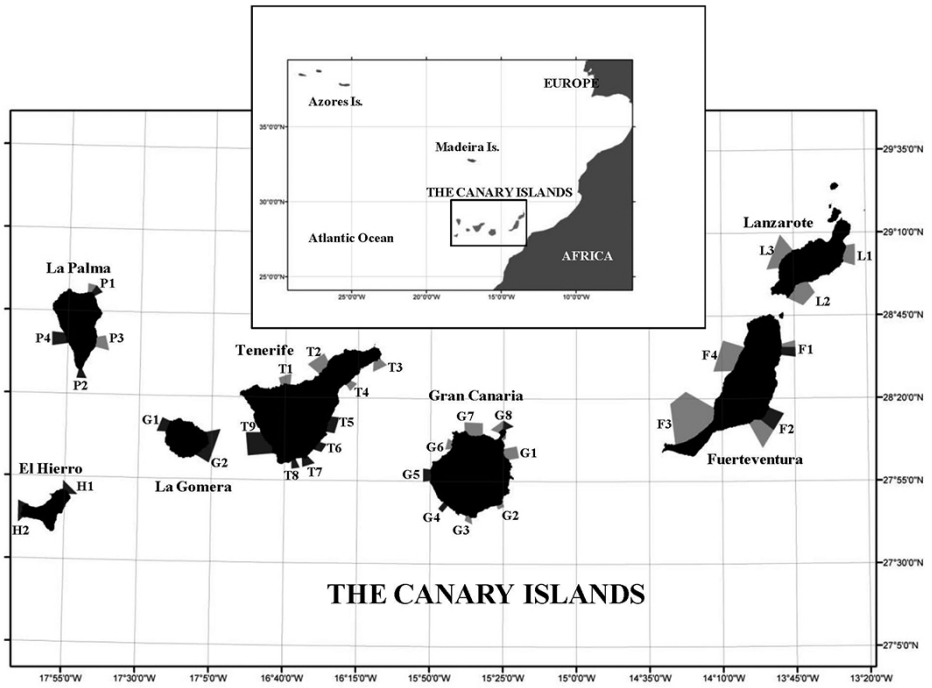 EUROPE
Azores Is.
35°0'0"N
Madeira Is.
THE CANARY ISLANDS
30°0'0"N
Atlantic Ocean
AFRICA
25°0'0"N
25°0'0"W 20°0'0"W 15°0'0"W 10°0'0"W
29°35'0"N
29°10'0"N
28°45'0"N
28°20'0"N
27°55'0"N
27°30'0"N
27°5'0"N
La Palma
P1
P4
P3
P2
El Hierro
H1
H2
La Gomera
G1
G2
Tenerife
T1
T2
T3
T4
T5
T6
T7
T8
T9
Gran Canaria
G7
G8
G6
G1
G5
G4
G3
G2
Lanzarote
L3
L1
L2
Fuerteventura
F4
F1
F3
F2
THE CANARY ISLANDS
17°55'0"W 17°30'0"W 17°5'0"W 16°40'0"W 16°15'0"W 15°50'0"W 15°25'0"W 15°0'0"W 14°35'0"W 14°10'0"W 13°45'0"W 13°20'0"W